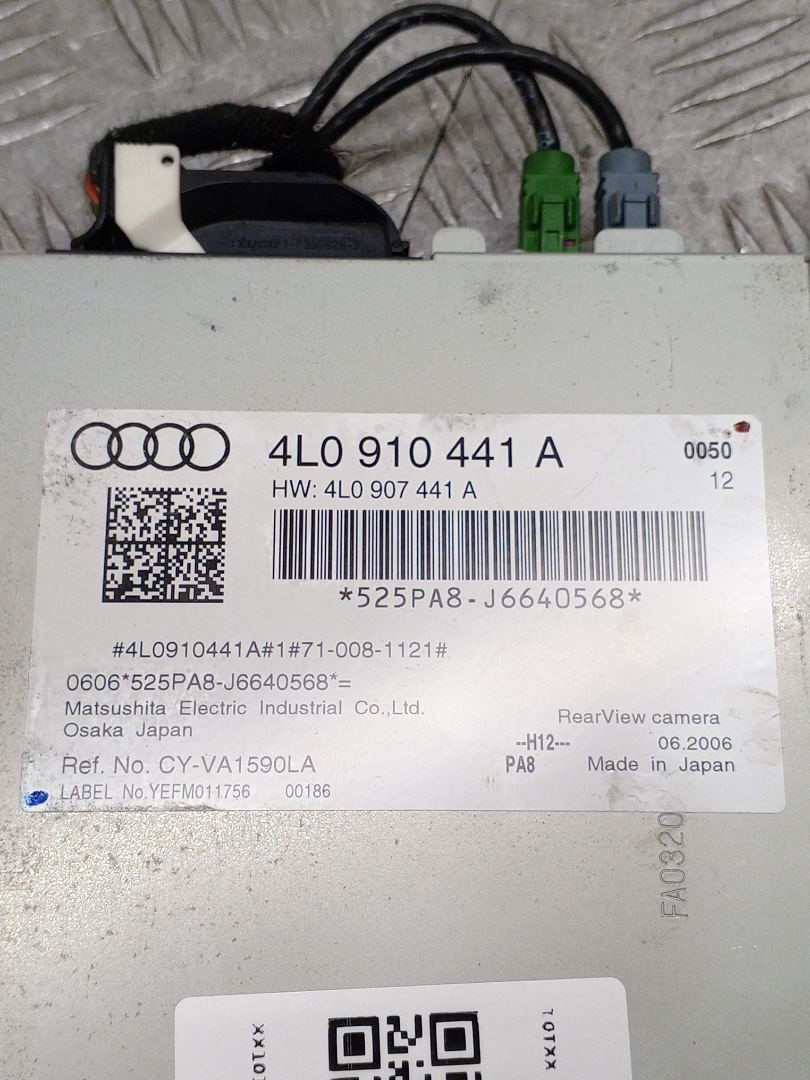 4L0 910 441 A
0050
HW: 4L0 907 441 A
12
*525PA8-J6640568*
#4L0910441A#1#71-008-1121#
0606*525PA8-J6640568*=
Matsushita Electric Industrial Co.,Ltd.
Osaka Japan
RearView camera
--H12---
06.2006
Ref. No. CY-VA1590LA
PA8
Made in Japan
LABEL No.YEFM011756 00186
FA0320